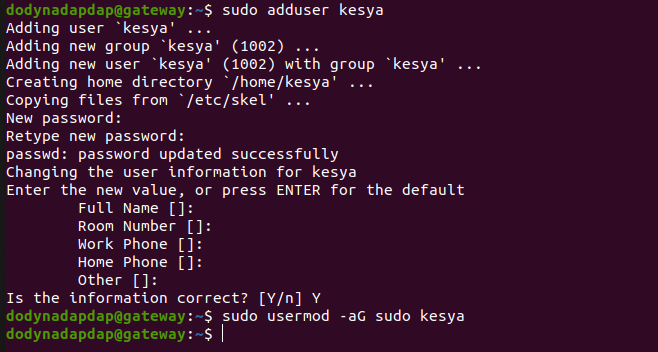 dodynadapdap@gateway:~$ sudo adduser kesya
Adding user `kesya' ...
Adding new group `kesya' (1002) ...
Adding new user `kesya' (1002) with group `kesya' ...
Creating home directory `/home/kesya' ...
Copying files from `/etc/skel' ...
New password:
Retype new password:
passwd: password updated successfully
Changing the user information for kesya
Enter the new value, or press ENTER for the default
        Full Name []:
        Room Number []:
        Work Phone []:
        Home Phone []:
        Other []:
Is the information correct? [Y/n] Y
dodynadapdap@gateway:~$ sudo usermod -aG sudo kesya
dodynadapdap@gateway:~$